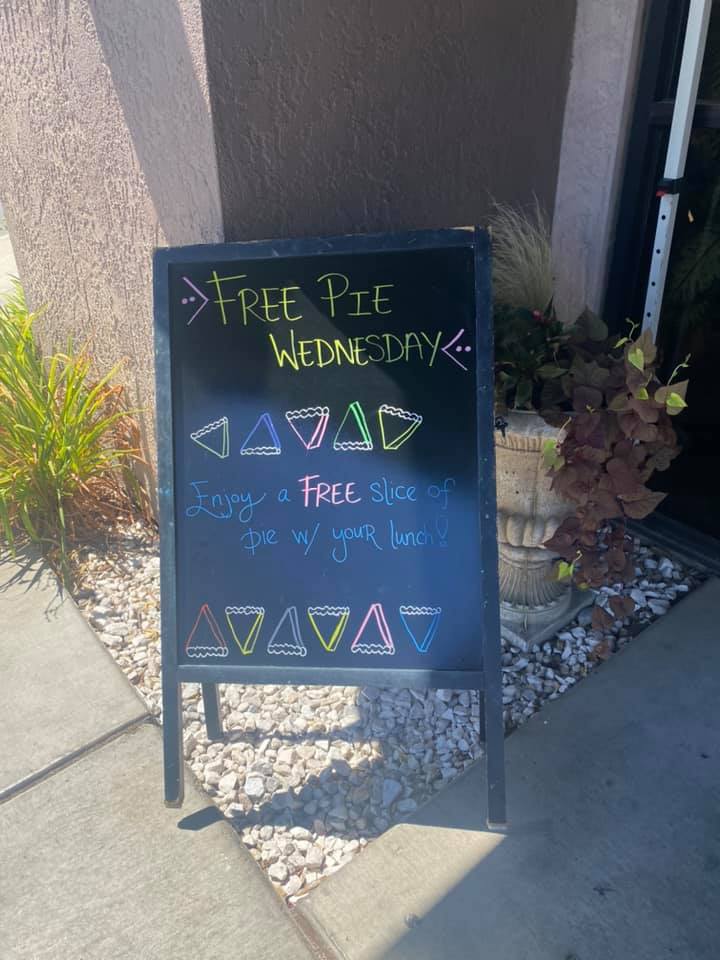 FREE PIE
WEDNESDAY
Enjoy a FREE slice of
pie w/ youR lunch!